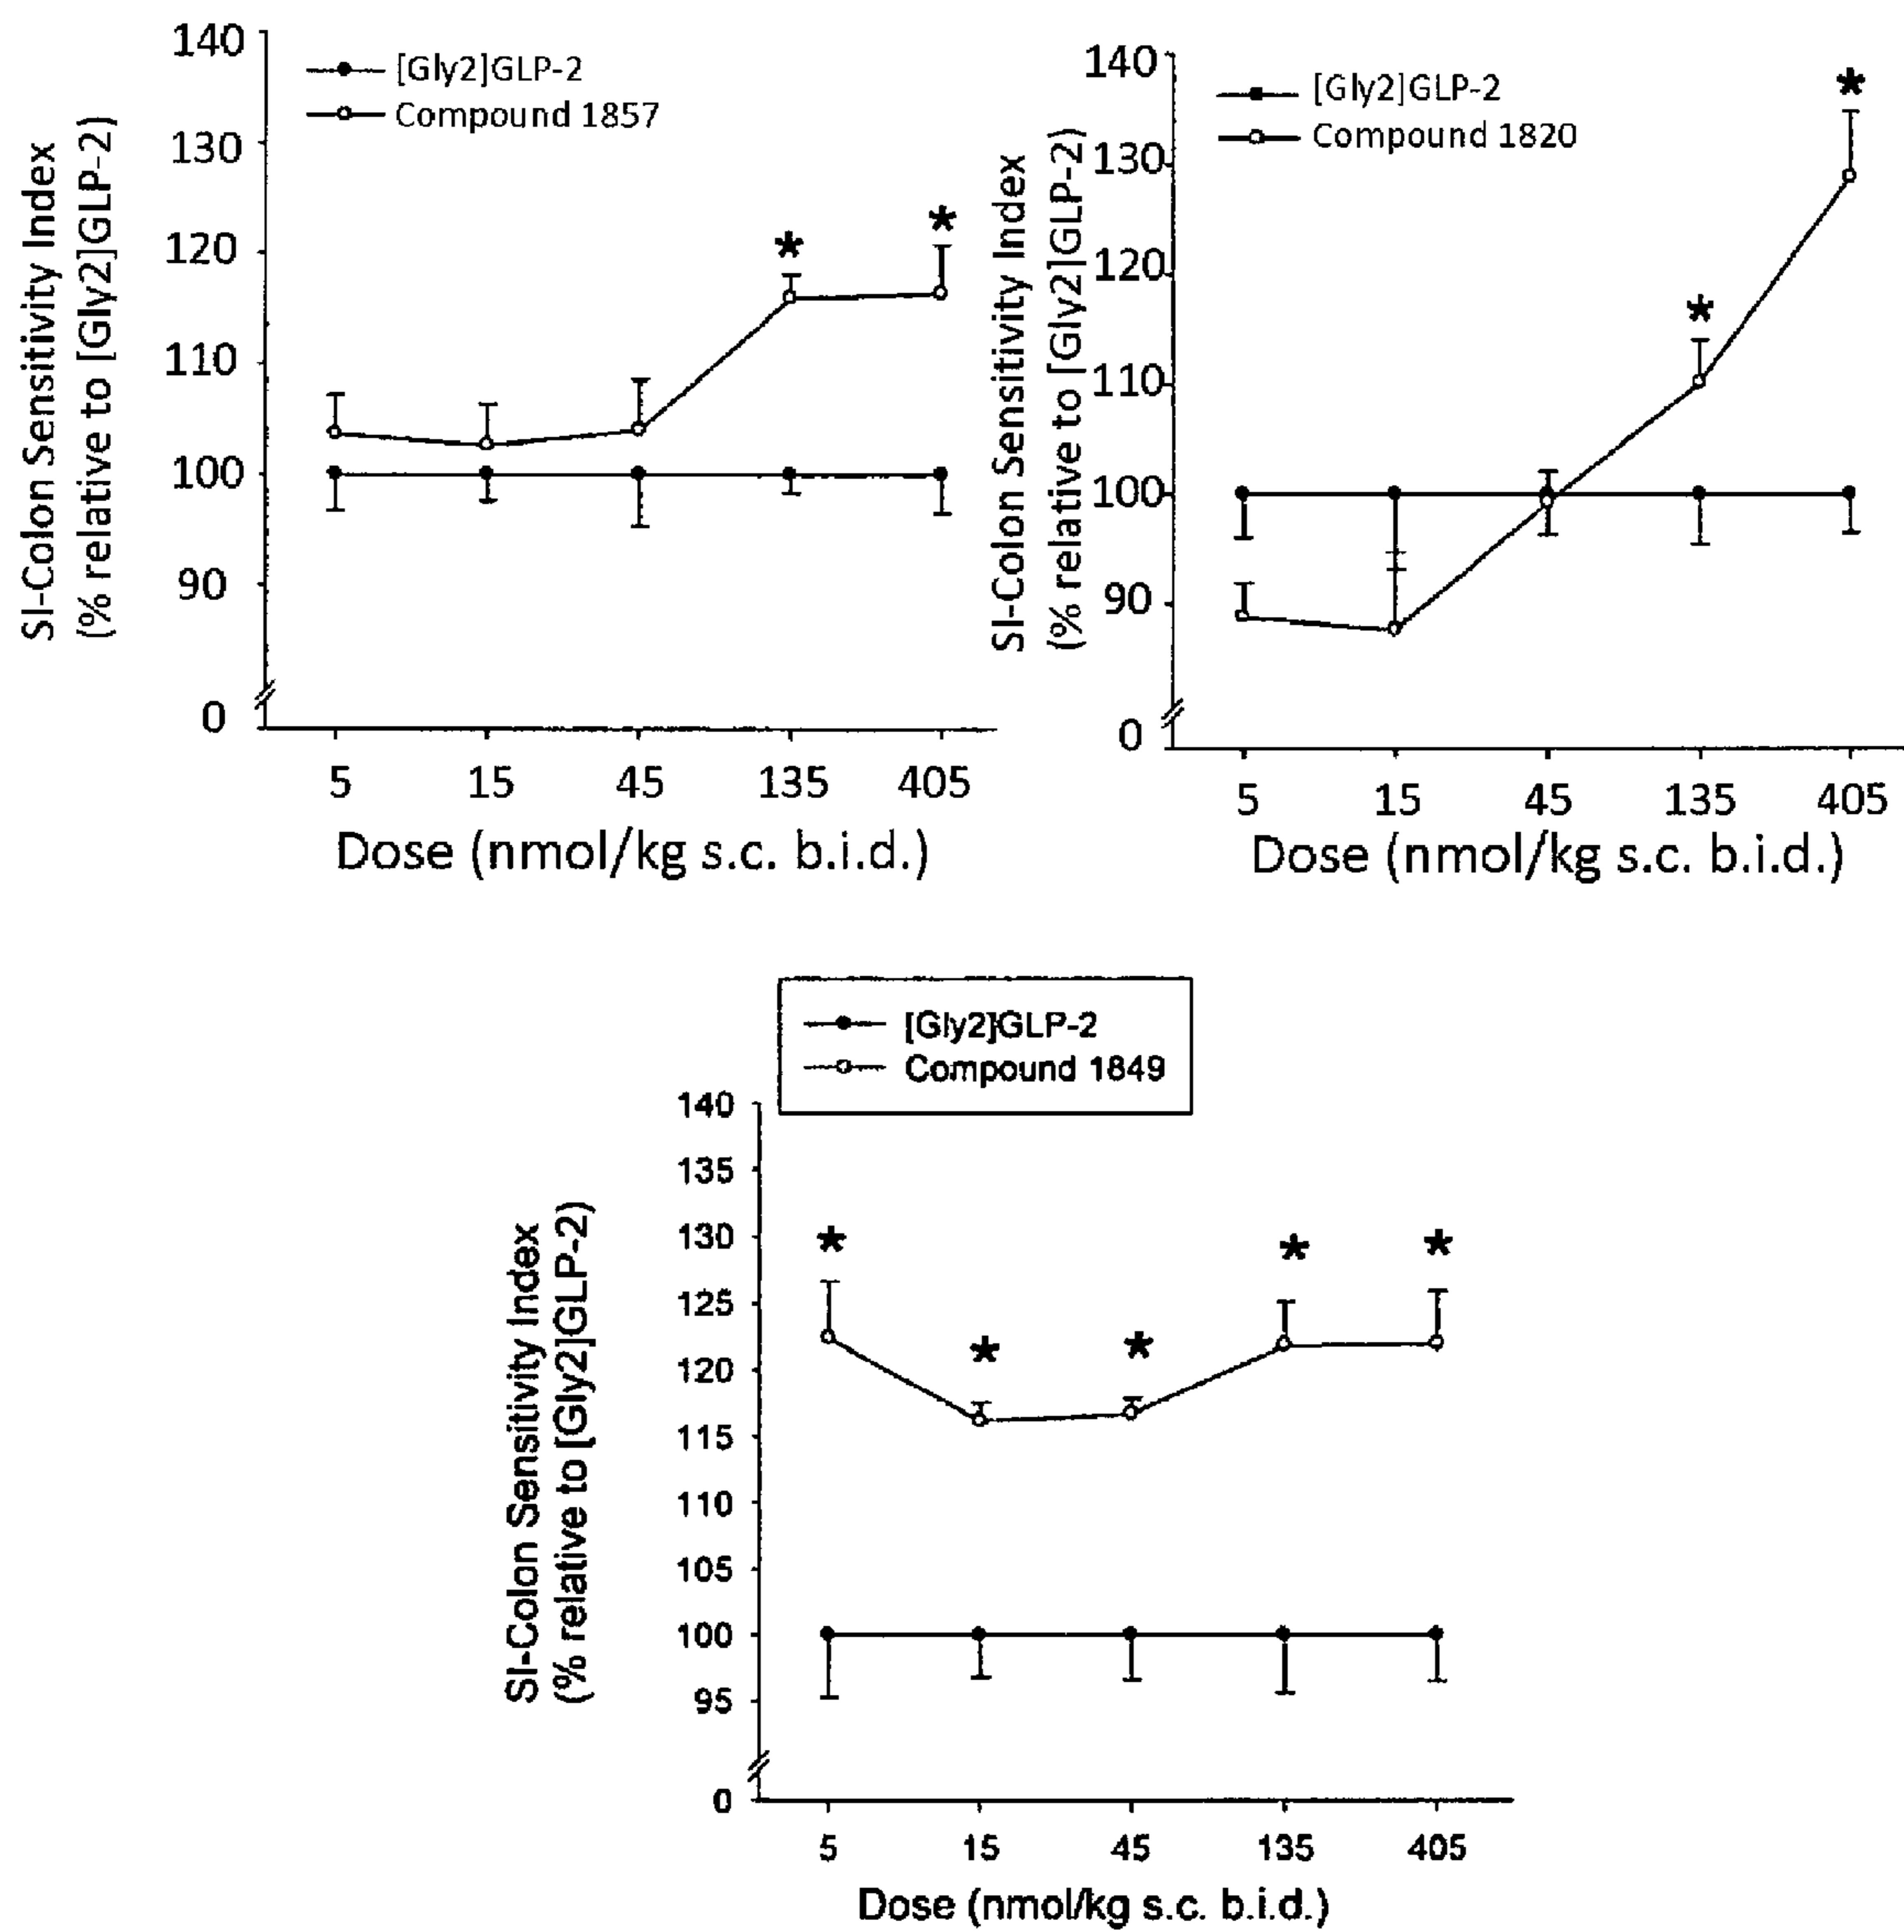 [Gly2]GLP-2
Compound 1857
SI-Colon Sensitivity Index
(% relative to [Gly2]GLP-2)
140
130
120
110
100
90
0
5 15 45 135 405
Dose (nmol/kg s.c. b.i.d.)
*
*
[Gly2]GLP-2
Compound 1820
SI-Colon Sensitivity Index
(% relative to [Gly2]GLP-2)
140
130
120
110
100
90
0
5 15 45 135 405
Dose (nmol/kg s.c. b.i.d.)
*
*
[Gly2]GLP-2
Compound 1849
SI-Colon Sensitivity Index
(% relative to [Gly2]GLP-2)
140
135
130
125
120
115
110
105
100
95
0
* * * * *
5 15 45 135 405
Dose (nmol/kg s.c. b.i.d.)